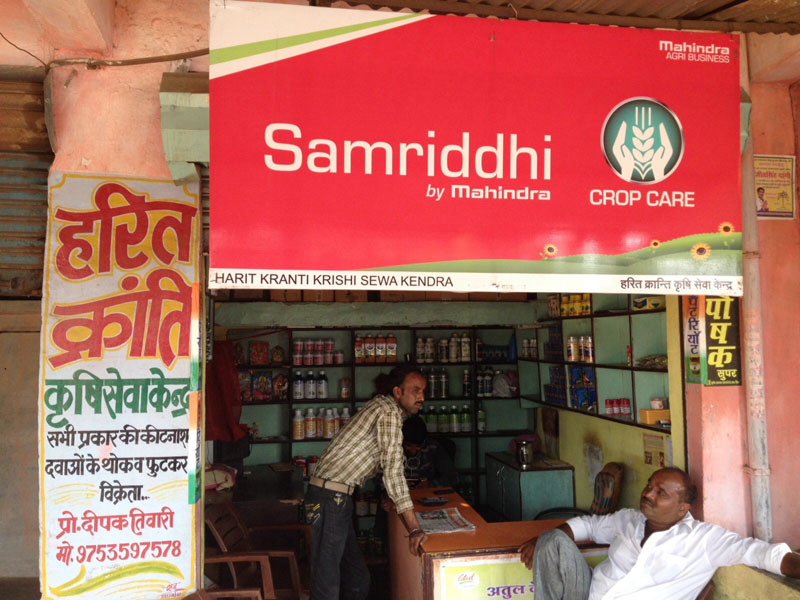 Mahindra
AGRI BUSINESS
Samriddhi
by Mahindra
CROP CARE
HARIT KRANTI KRISHI SEWA KENDRA
हरित क्रान्ति कृषि सेवा केन्द्र
हरित
क्रांति
कृषि सेवा केन्द्र
सभी प्रकार की कीटनाश
दवाओं के थोक व फुटकर
विक्रेता...
प्रो. दीपक तिवारी
मो. 9753597578
पोषक
सुपर
अतुल